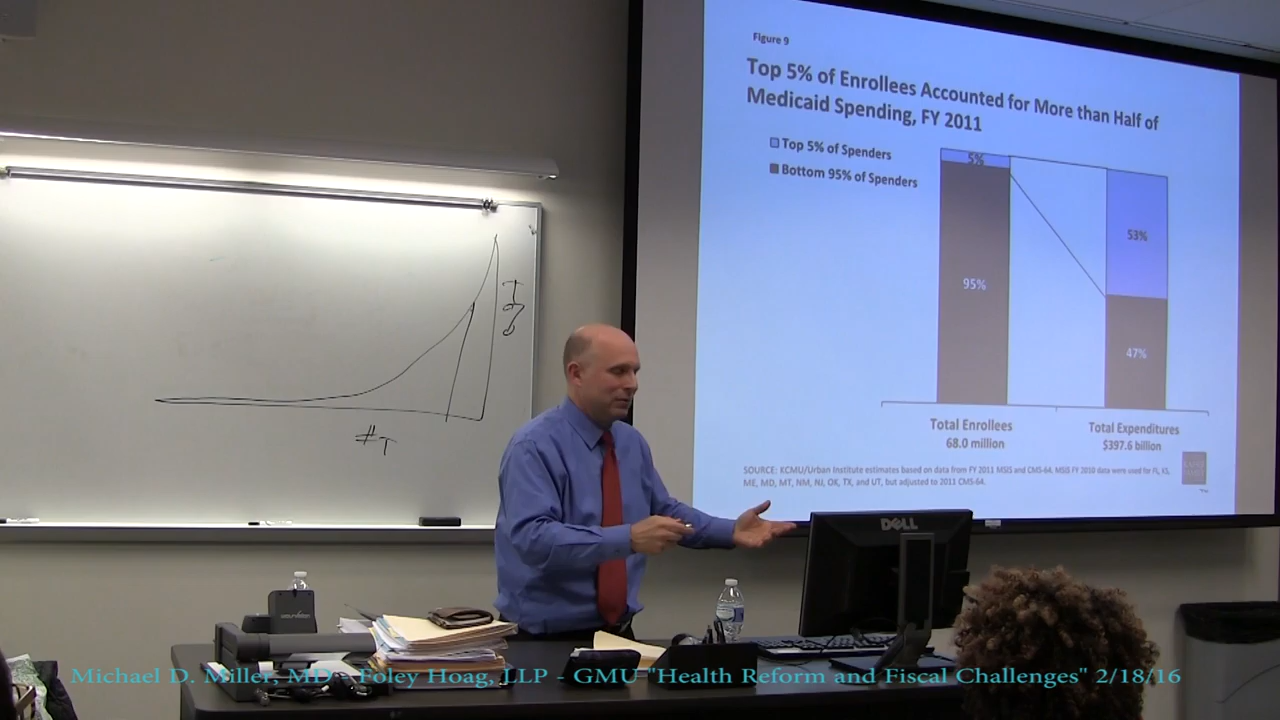 Figure 9
Top 5% of Enrollees Accounted for More than Half of
Medicaid Spending, FY 2011
Top 5% of Spenders
Bottom 95% of Spenders
5%
95%
53%
47%
Total Enrollees
68.0 million
Total Expenditures
$397.6 billion
SOURCE: KCMU/Urban Institute estimates based on data from FY 2011 MSIS and CMS-64. MSIS FY 2010 data were used for FL, KS,
ME, MD, MT, NM, NJ, OK, TX, and UT, but adjusted to 2011 CMS-64.
#T
DELL
Michael D. Miller, MD - Foley Hoag, LLP - GMU "Health Reform and Fiscal Challenges" 2/18/16